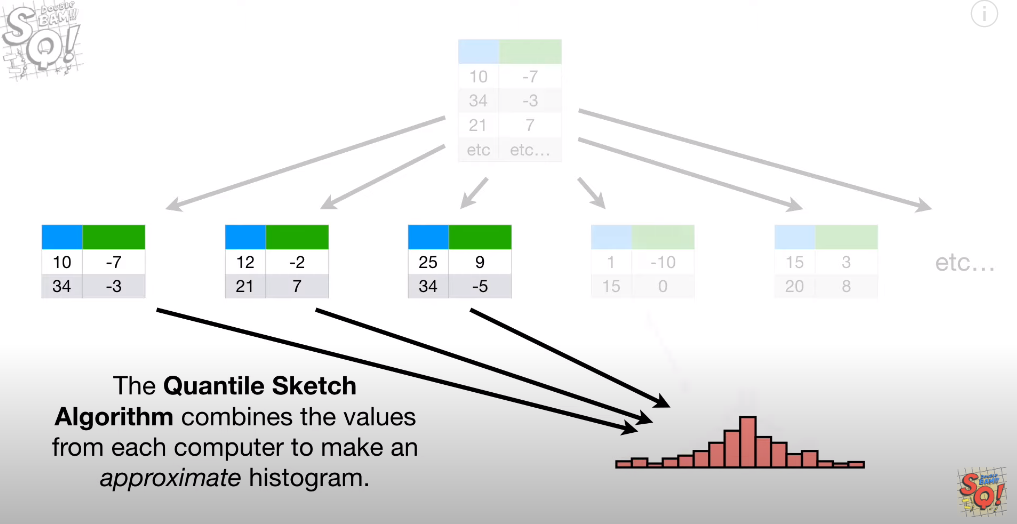 DOUBLE
BAM!!
SQ!
i
10 -7
34 -3
21 7
etc etc...
10 -7
34 -3
12 -2
21 7
25 9
34 -5
1 -10
15 0
15 3
20 8
etc...
The Quantile Sketch
Algorithm combines the values
from each computer to make an
approximate histogram.
DOUBLE
BAM!!
SQ!